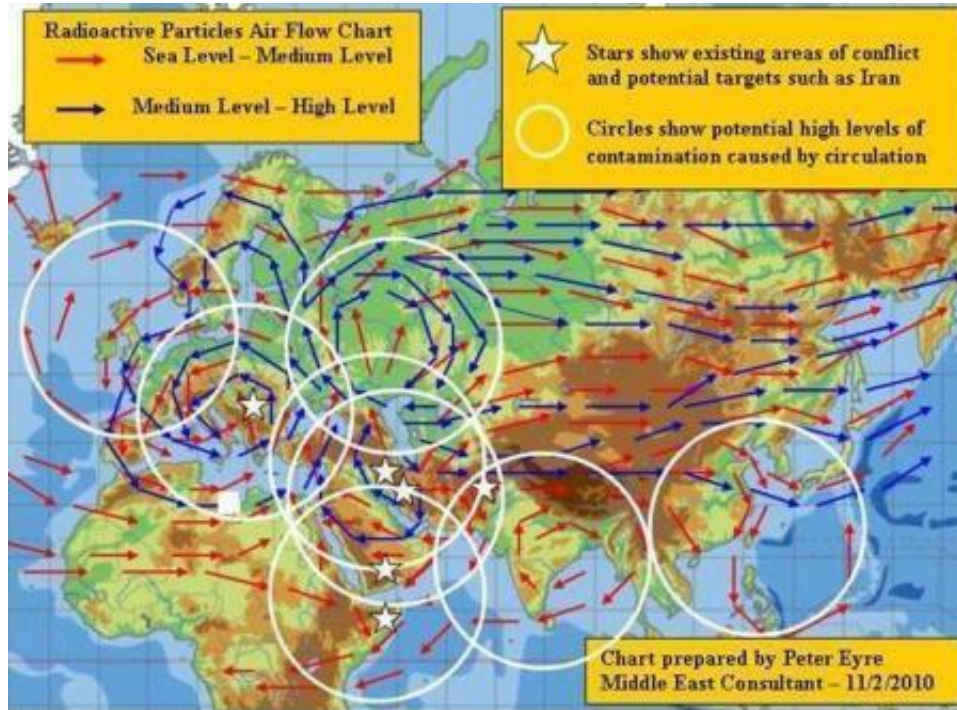 Radioactive Particles Air Flow Chart
Sea Level – Medium Level
Medium Level – High Level
Stars show existing areas of conflict
and potential targets such as Iran
Circles show potential high levels of
contamination caused by circulation
Chart prepared by Peter Eyre
Middle East Consultant – 11/2/2010